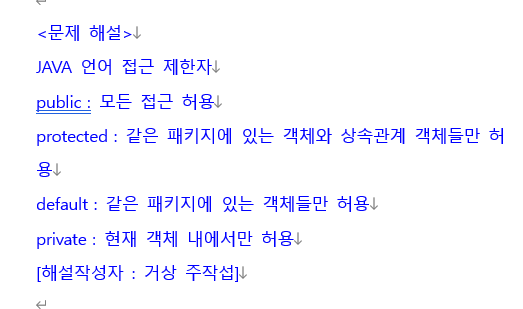 <문제 해설>
JAVA 언어 접근 제한자
public : 모든 접근 허용
protected : 같은 패키지에 있는 객체와 상속관계 객체들만 허
용
default : 같은 패키지에 있는 객체들만 허용
private : 현재 객체 내에서만 허용
[해설작성자 : 거상 주작섭]